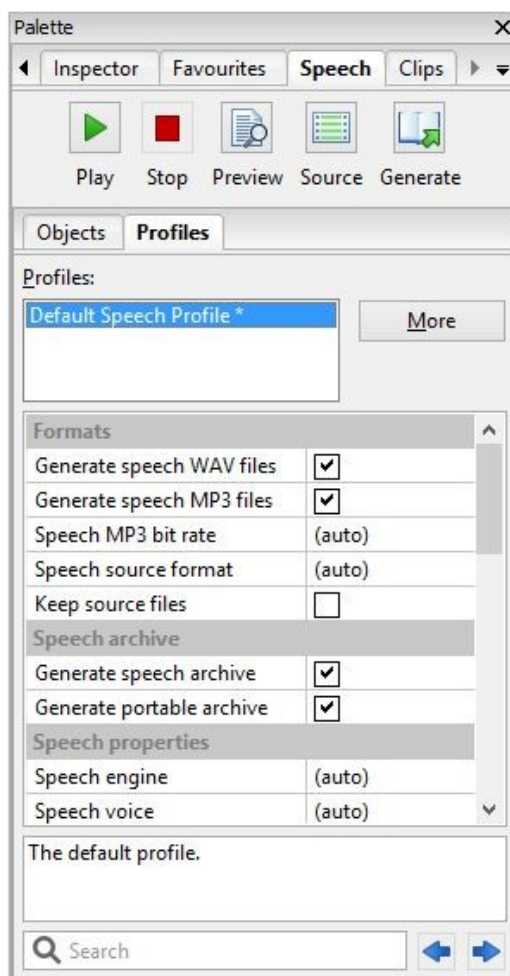 Palette
Inspector Favourites Speech Clips
Play Stop Preview Source Generate
Objects Profiles
Profiles:
Default Speech Profile *
More
Formats
Generate speech WAV files
Generate speech MP3 files
Speech MP3 bit rate (auto)
Speech source format (auto)
Keep source files
Speech archive
Generate speech archive
Generate portable archive
Speech properties
Speech engine (auto)
Speech voice (auto)
The default profile.
Search